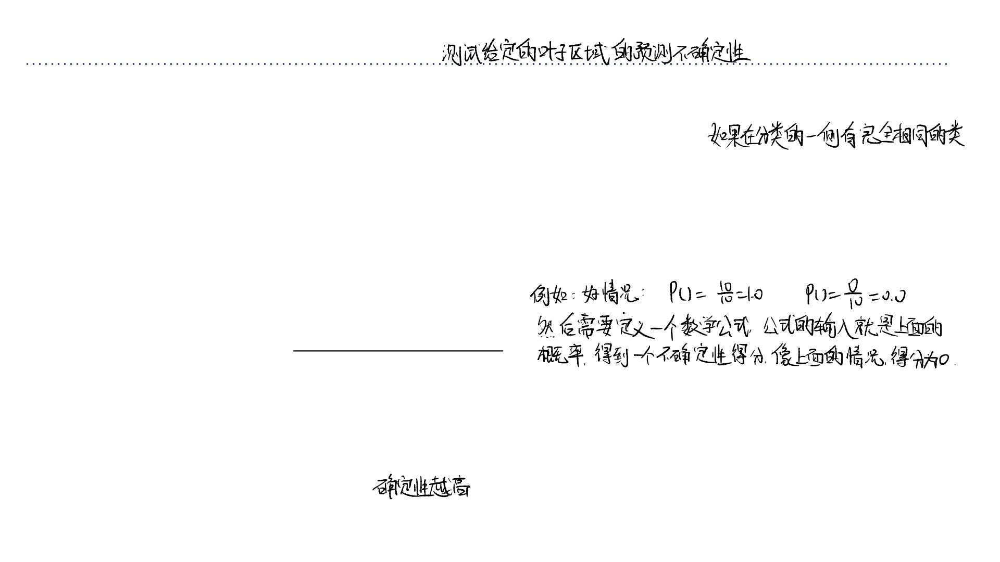 测试给定的叶子区域的预测不确定性
如果在分类的一侧有完全相同的类
例如:好情况: P()= 10/10=1.0 P()= 0/10=0.0
然后需要定义一个数学公式, 公式的输入就是上面的
概率, 得到一个不确定性得分, 像上面的情况, 得分为0.
确定性越高